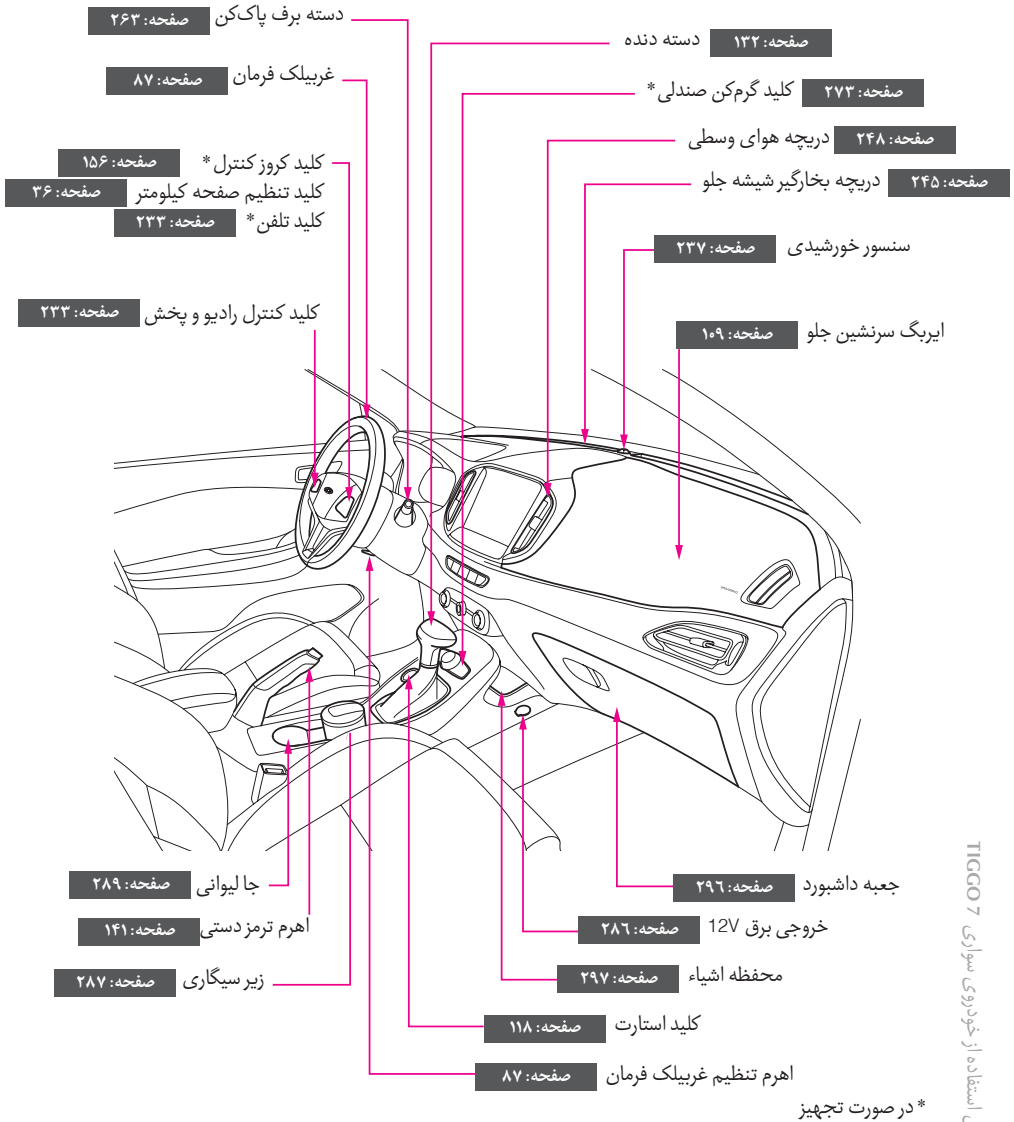 دسته برف پاک‌کن صفحه: ۲۶۳
دسته دنده صفحه: ۱۳۲
غربیلک فرمان صفحه: ۸۷
کلید گرم‌کن صندلی* صفحه: ۲۷۳
دریچه هوای وسطی صفحه: ۲۴۸
کلید کروز کنترل* صفحه: ۱۵۶
دریچه بخارگیر شیشه جلو صفحه: ۲۴۵
کلید تنظیم صفحه کیلومتر صفحه: ۳۶
کلید تلفن* صفحه: ۲۳۳
سنسور خورشیدی صفحه: ۲۳۷
کلید کنترل رادیو و پخش صفحه: ۲۳۳
ایربگ سرنشین جلو صفحه: ۱۰۹
جا لیوانی صفحه: ۲۸۹
جعبه داشبورد صفحه: ۲۹۶
اهرم ترمز دستی صفحه: ۱۴۱
خروجی برق 12V صفحه: ۲۸۶
زیر سیگاری صفحه: ۲۸۷
محفظه اشیاء صفحه: ۲۹۷
کلید استارت صفحه: ۱۱۸
اهرم تنظیم غربیلک فرمان صفحه: ۸۷
* در صورت تجهیز
استفاده از خودروی سواری TIGGO 7